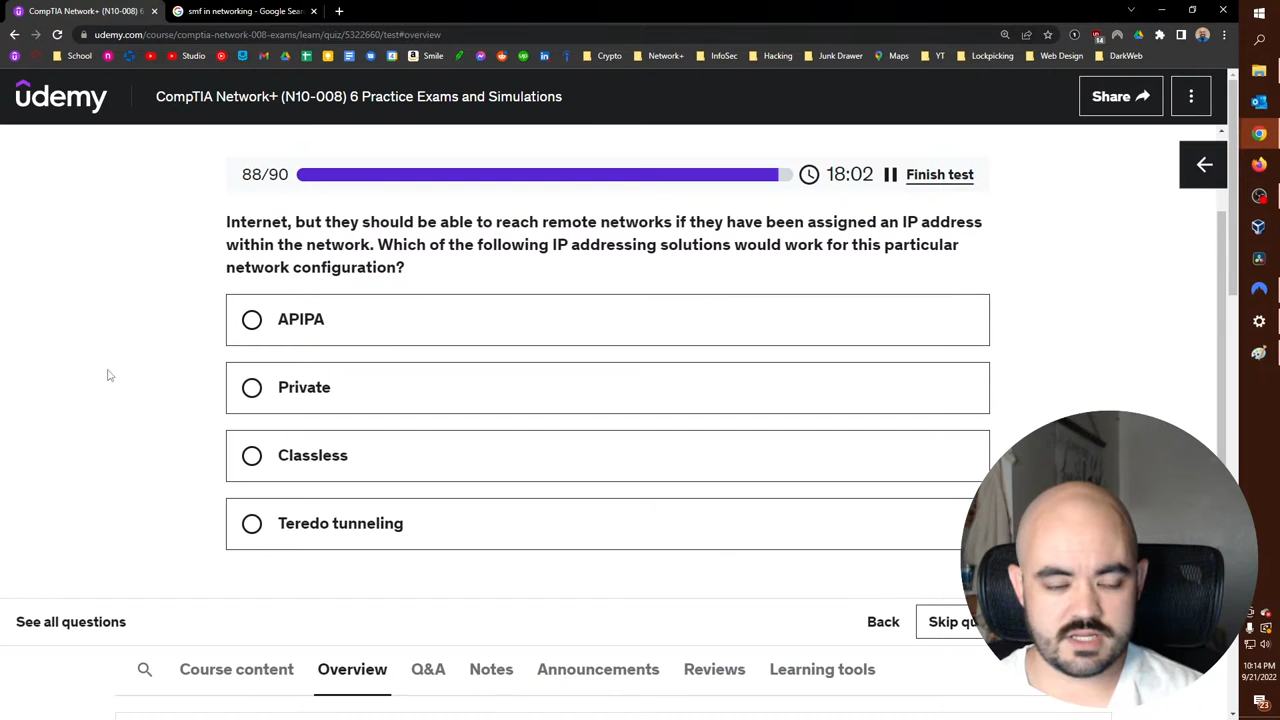 CompTIA Network+ (N10-008) 6
smf in networking - Google Sear
udemy.com/course/comptia-network-008-exams/learn/quiz/5322660/test#overview
School
Studio
Smile
Crypto
Network+
InfoSec
Hacking
Junk Drawer
Maps
YT
Lockpicking
Web Design
DarkWeb
ûdemy
CompTIA Network+ (N10-008) 6 Practice Exams and Simulations
Share
88/90
18:02
Finish test
Internet, but they should be able to reach remote networks if they have been assigned an IP address
within the network. Which of the following IP addressing solutions would work for this particular
network configuration?
APIPA
Private
Classless
Teredo tunneling
See all questions
Back
Skip qu
Course content
Overview
Q&A
Notes
Announcements
Reviews
Learning tools
10:14 PM
9/21/2022
23